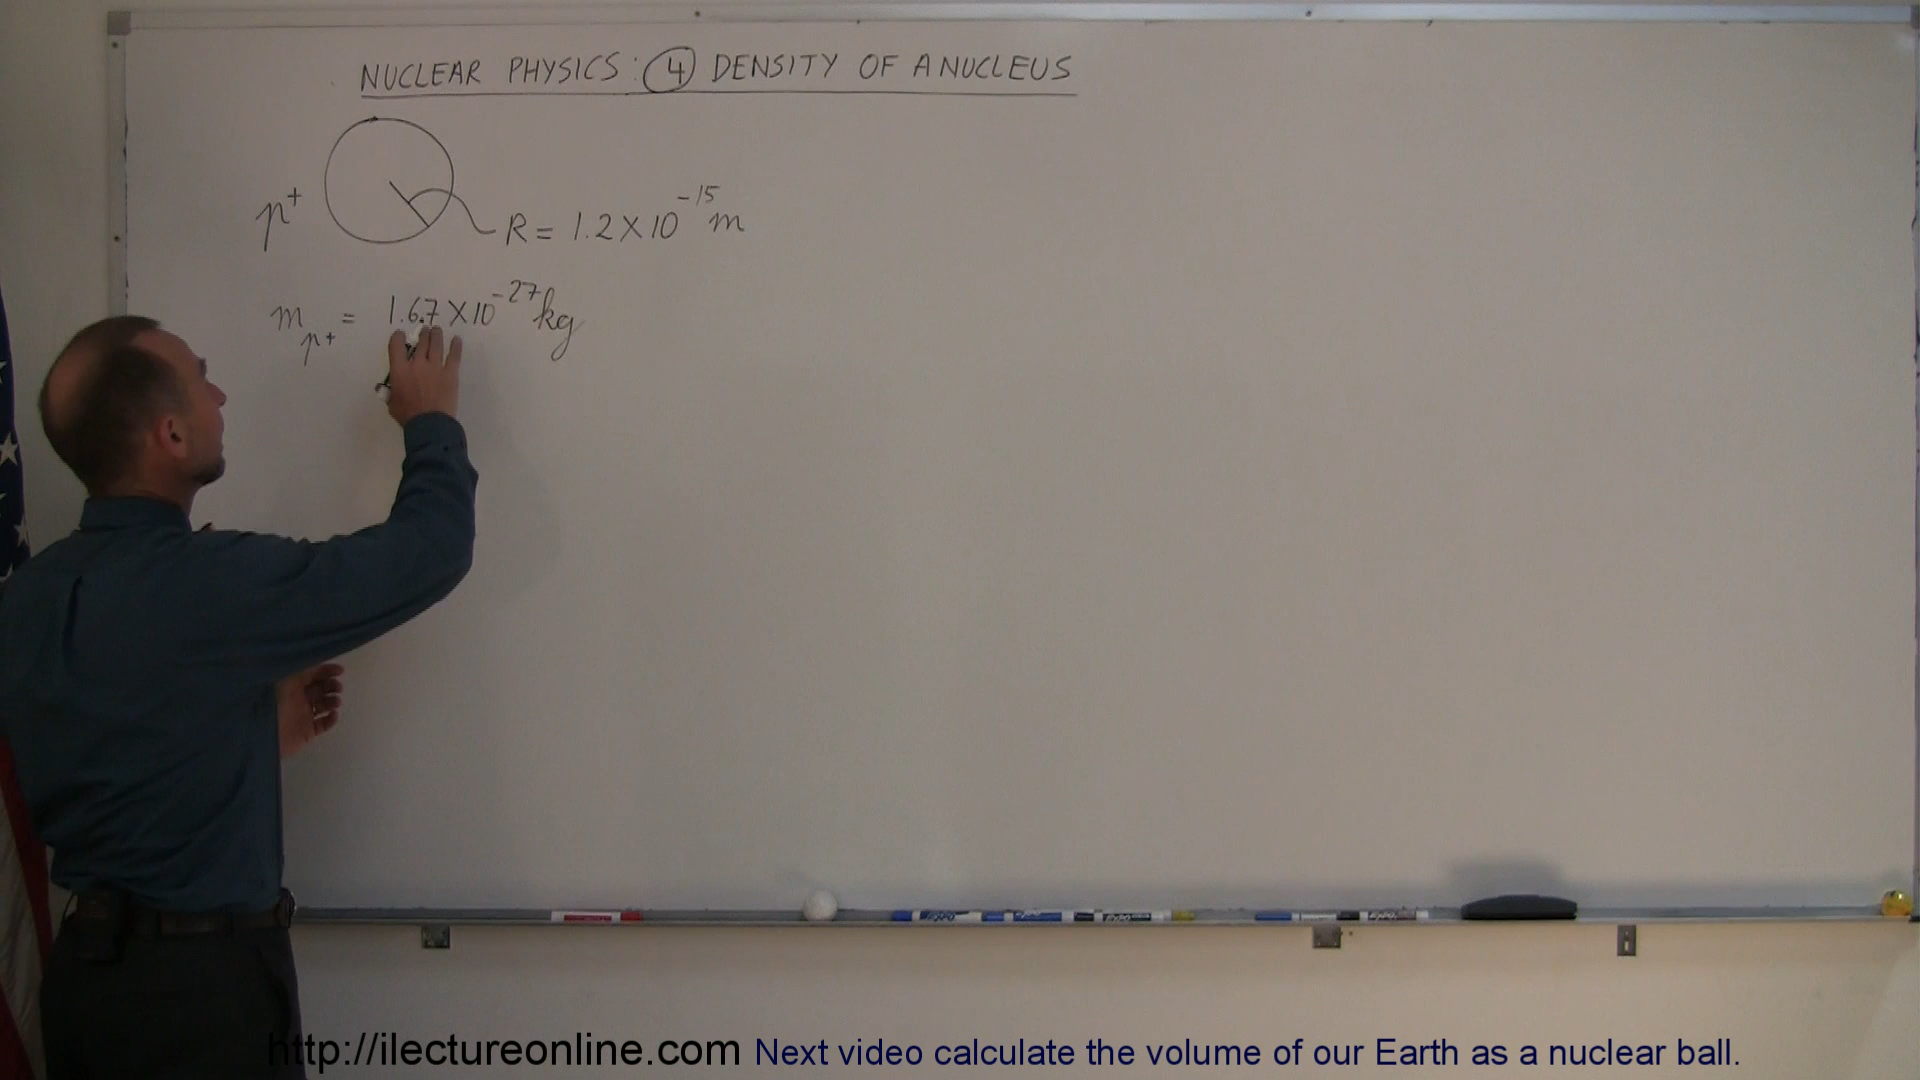 NUCLEAR PHYSICS: 4 DENSITY OF A NUCLEUS
p+
R = 1.2 X 10^-15 m
m_p+ = 1.67 X 10^-27 kg
http://ilectureonline.com Next video calculate the volume of our Earth as a nuclear ball.